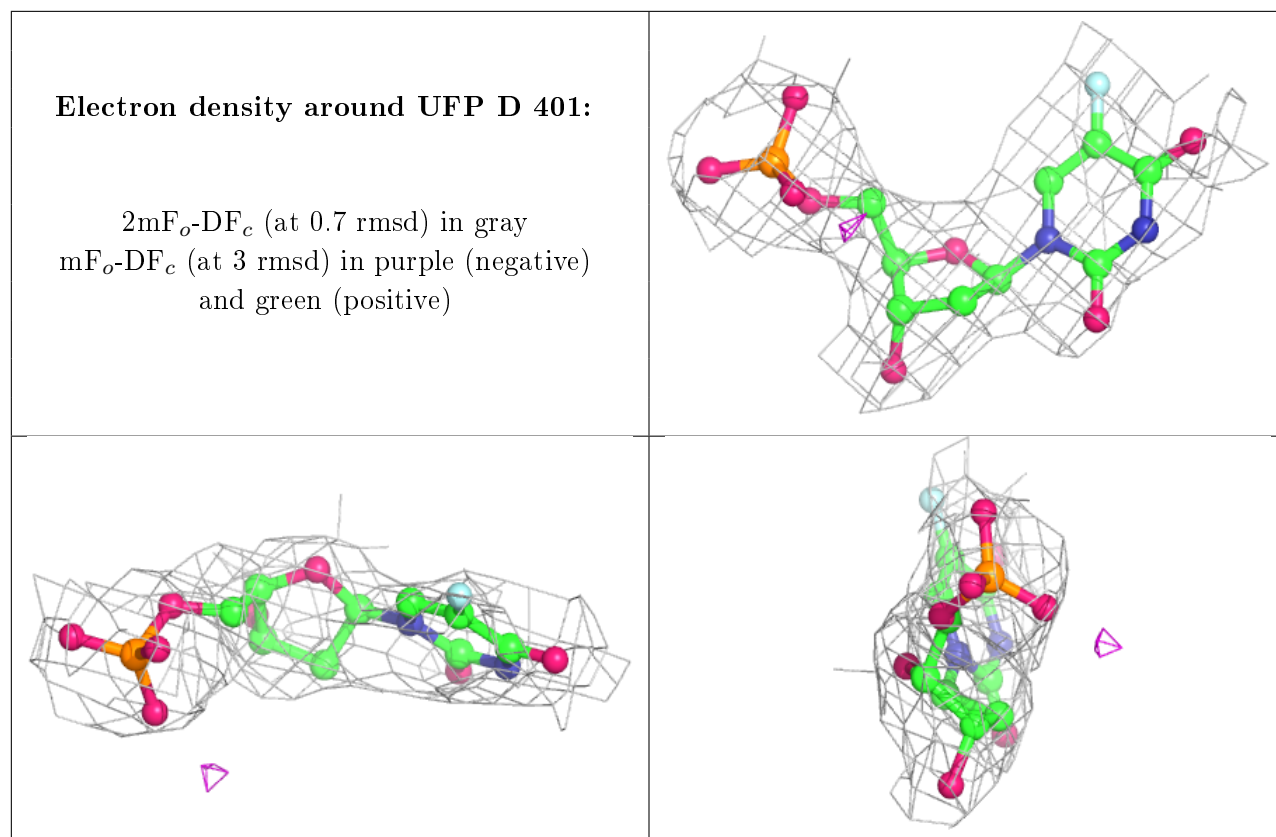 Electron density around UFP D 401:
2mFₒ-DF𝑐 (at 0.7 rmsd) in gray
mFₒ-DF𝑐 (at 3 rmsd) in purple (negative)
and green (positive)